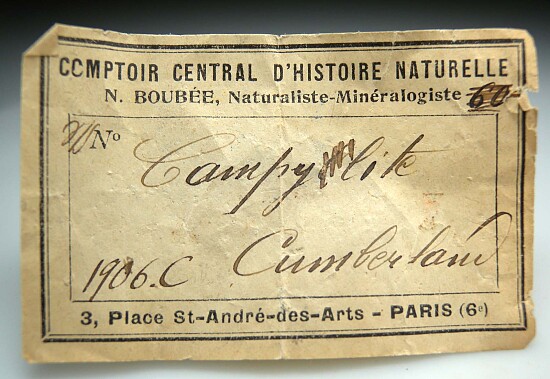 COMPTOIR CENTRAL D'HISTOIRE NATURELLE
N. BOUBÉE, Naturaliste-Minéralogiste 60
Nº
Campylite
1906.C Cumberland
3, Place St-André-des-Arts - PARIS (6e)